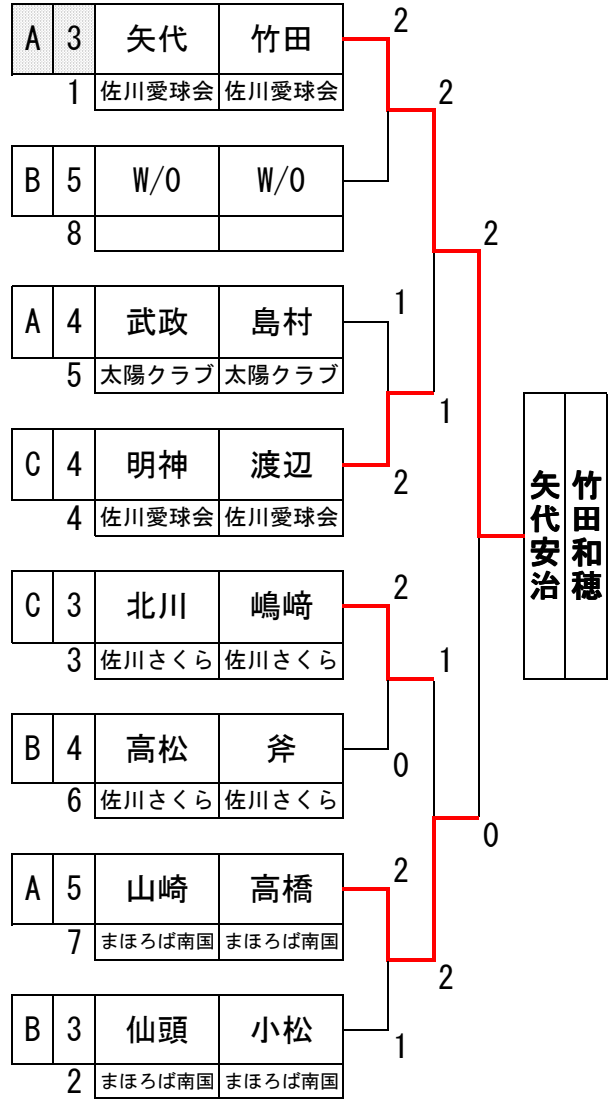 A 3 矢代 竹田 2
1 佐川愛球会 佐川愛球会 2
B 5 W/O W/O
8 2
A 4 武政 島村 1
5 太陽クラブ 太陽クラブ
1
C 4 明神 渡辺 2
4 佐川愛球会 佐川愛球会
矢代安治 竹田和穂
C 3 北川 嶋﨑 2
3 佐川さくら 佐川さくら 1
B 4 高松 斧 0
6 佐川さくら 佐川さくら
0
A 5 山崎 高橋 2
7 まほろば南国 まほろば南国
2
B 3 仙頭 小松 1
2 まほろば南国 まほろば南国